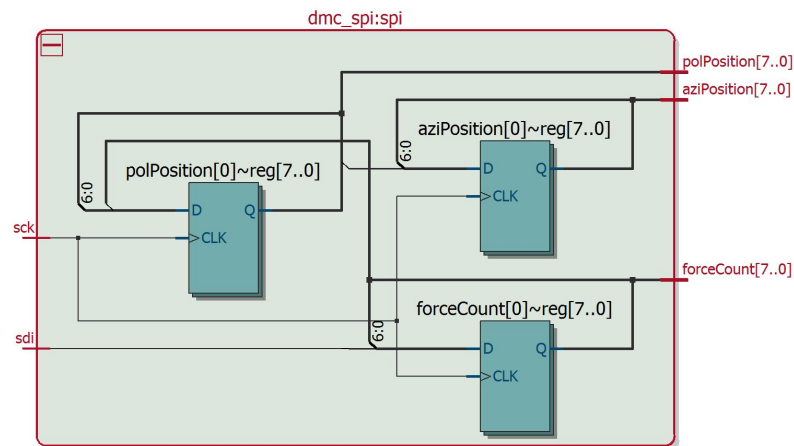 dmc_spi:spi
polPosition[7..0]
aziPosition[7..0]
aziPosition[0]~reg[7..0]
6:0
D
Q
CLK
polPosition[0]~reg[7..0]
6:0
D
Q
CLK
sck
forceCount[7..0]
forceCount[0]~reg[7..0]
6:0
D
Q
CLK
sdi